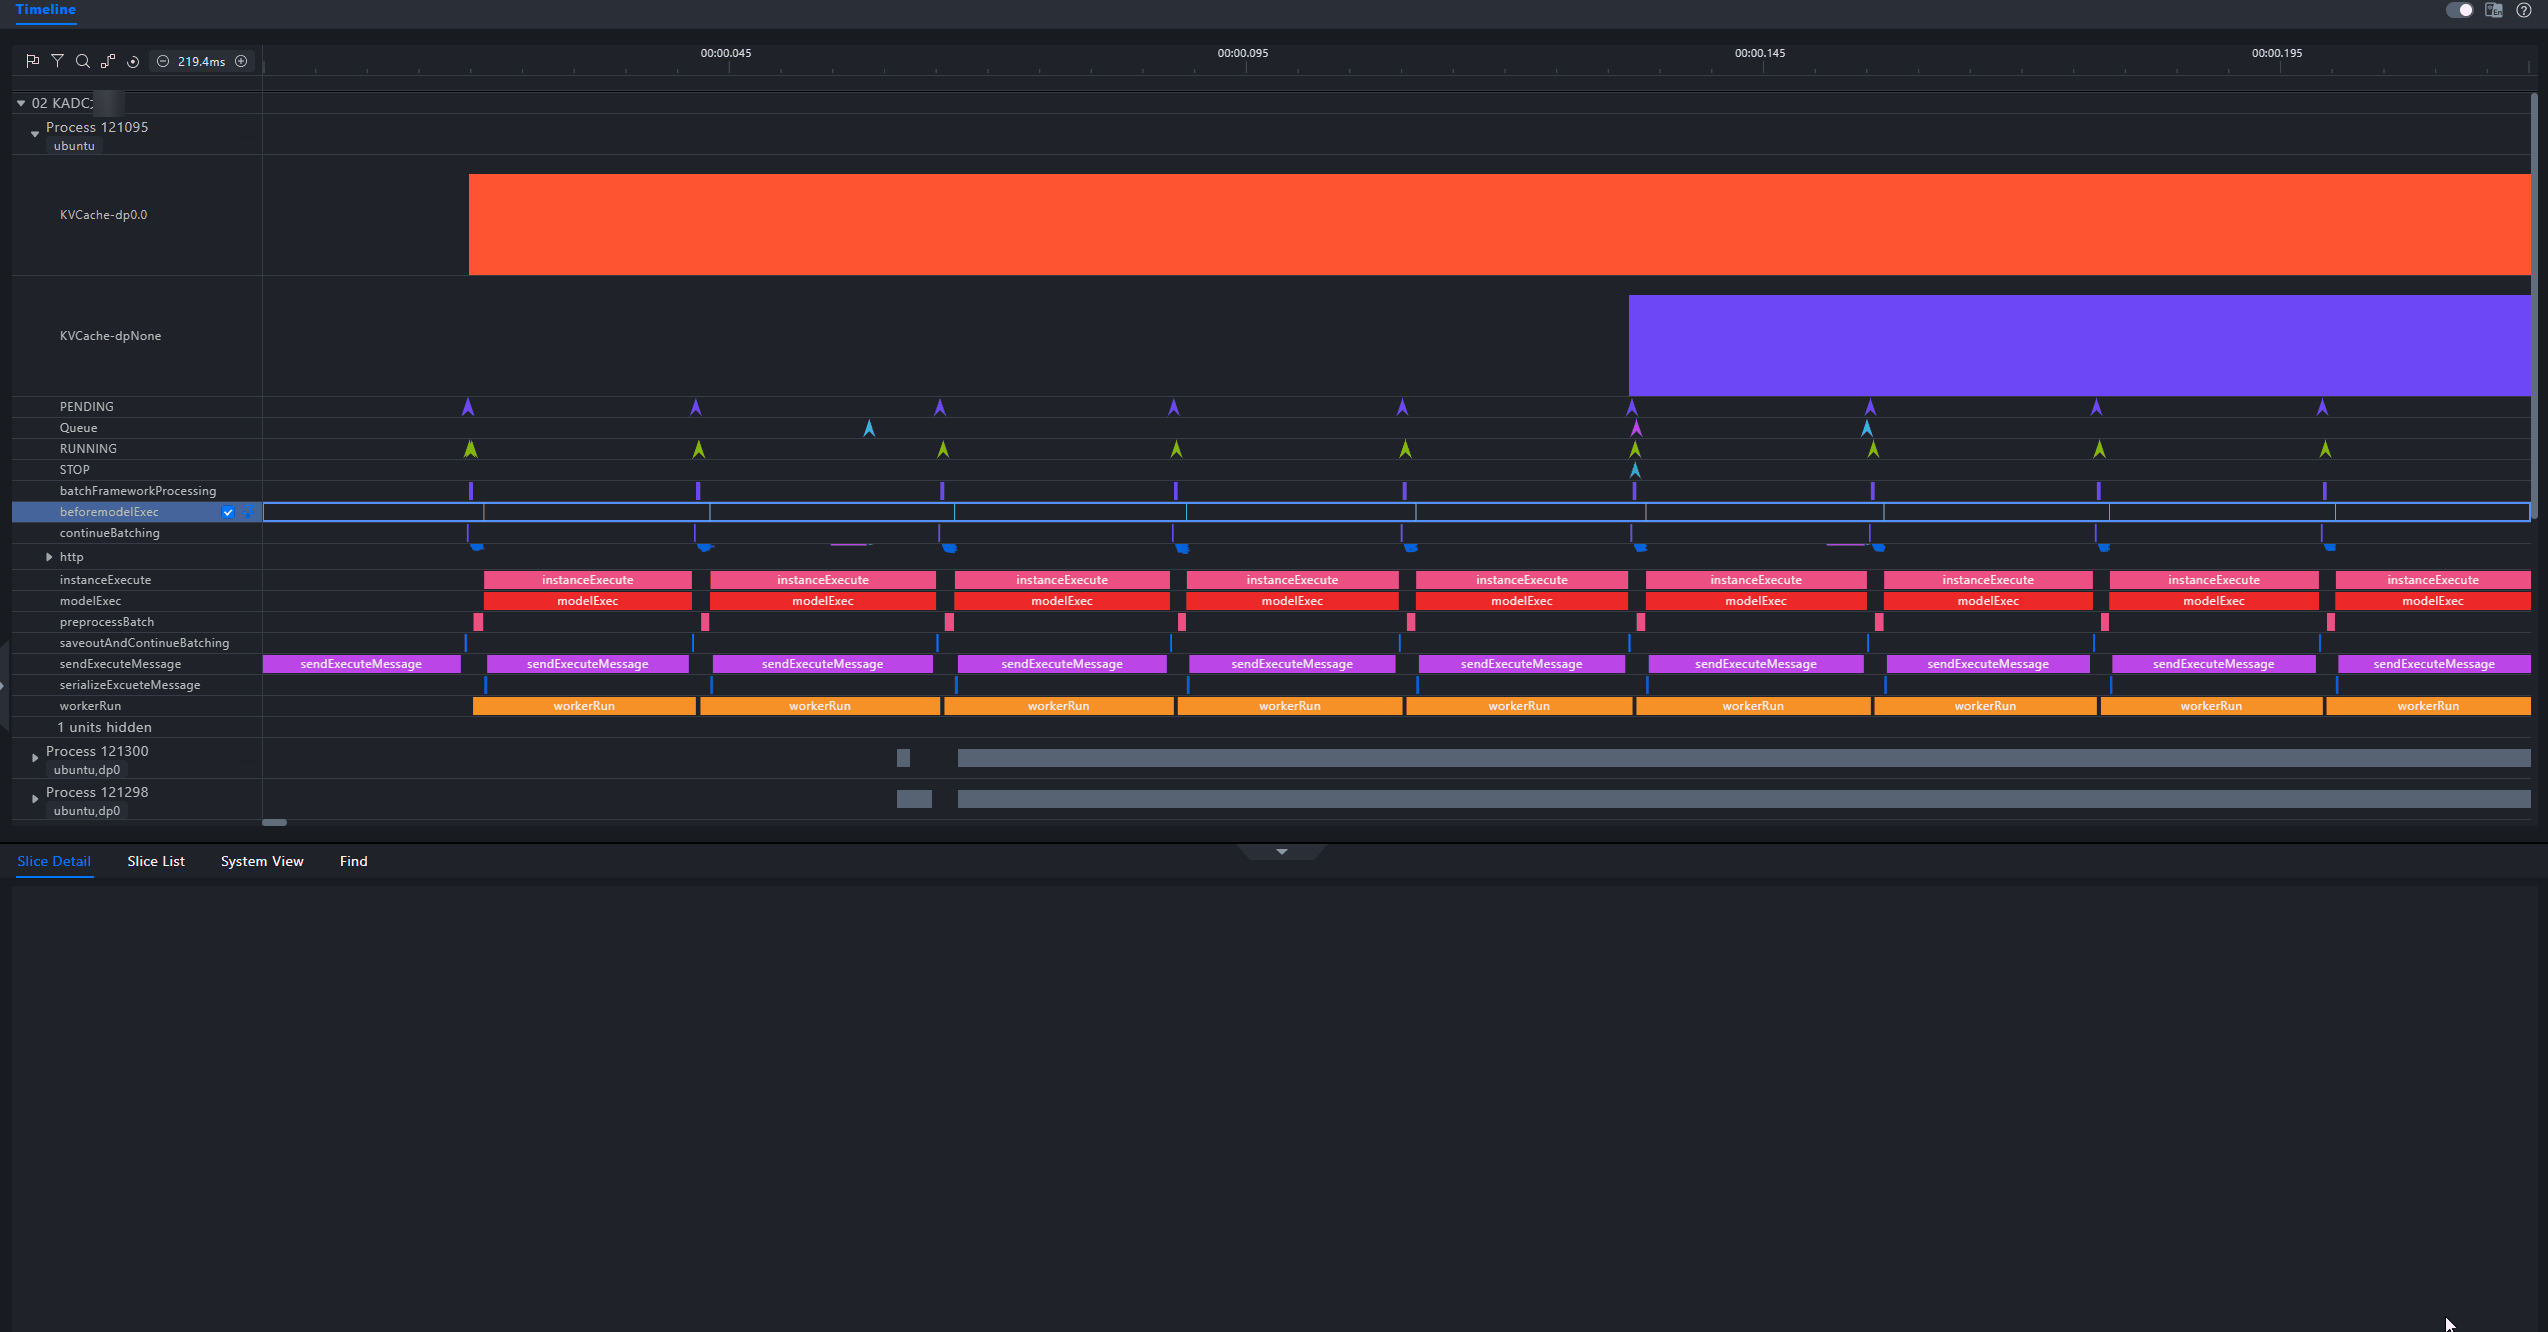 Timeline
219.4ms
00:00.045 00:00.095 00:00.145 00:00.195
02 KADC
Process 121095
ubuntu
KVCache-dp0.0
KVCache-dpNone
PENDING
Queue
RUNNING
STOP
batchFrameworkProcessing
beforemodelExec
continueBatching
http
instanceExecute instanceExecute instanceExecute instanceExecute instanceExecute instanceExecute instanceExecute instanceExecute instanceExecute instanceExecute
modelExec modelExec modelExec modelExec modelExec modelExec modelExec modelExec modelExec modelExec
preprocessBatch
saveoutAndContinueBatching
sendExecuteMessage sendExecuteMessage sendExecuteMessage sendExecuteMessage sendExecuteMessage sendExecuteMessage sendExecuteMessage sendExecuteMessage sendExecuteMessage sendExecuteMessage sendExecuteMessage
serializeExcueteMessage
workerRun workerRun workerRun workerRun workerRun workerRun workerRun workerRun workerRun workerRun
1 units hidden
Process 121300
ubuntu,dp0
Process 121298
ubuntu,dp0
Slice Detail Slice List System View Find